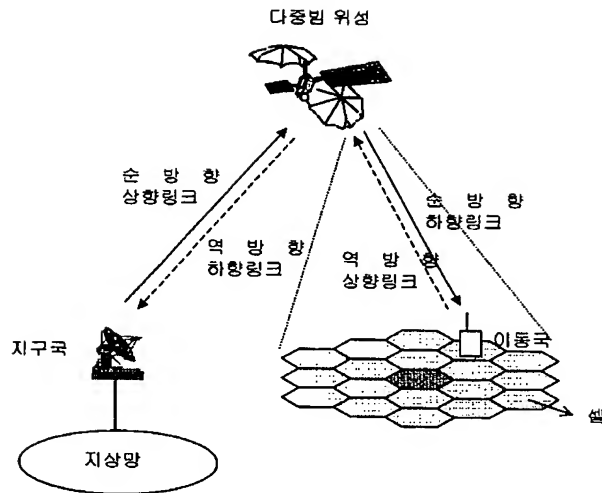 다중빔 위성
순 방 향
상향링크
역 방 향
하향링크
순 방 향
하향링크
역 방 향
상향링크
지구국
이동국
셀
지상망